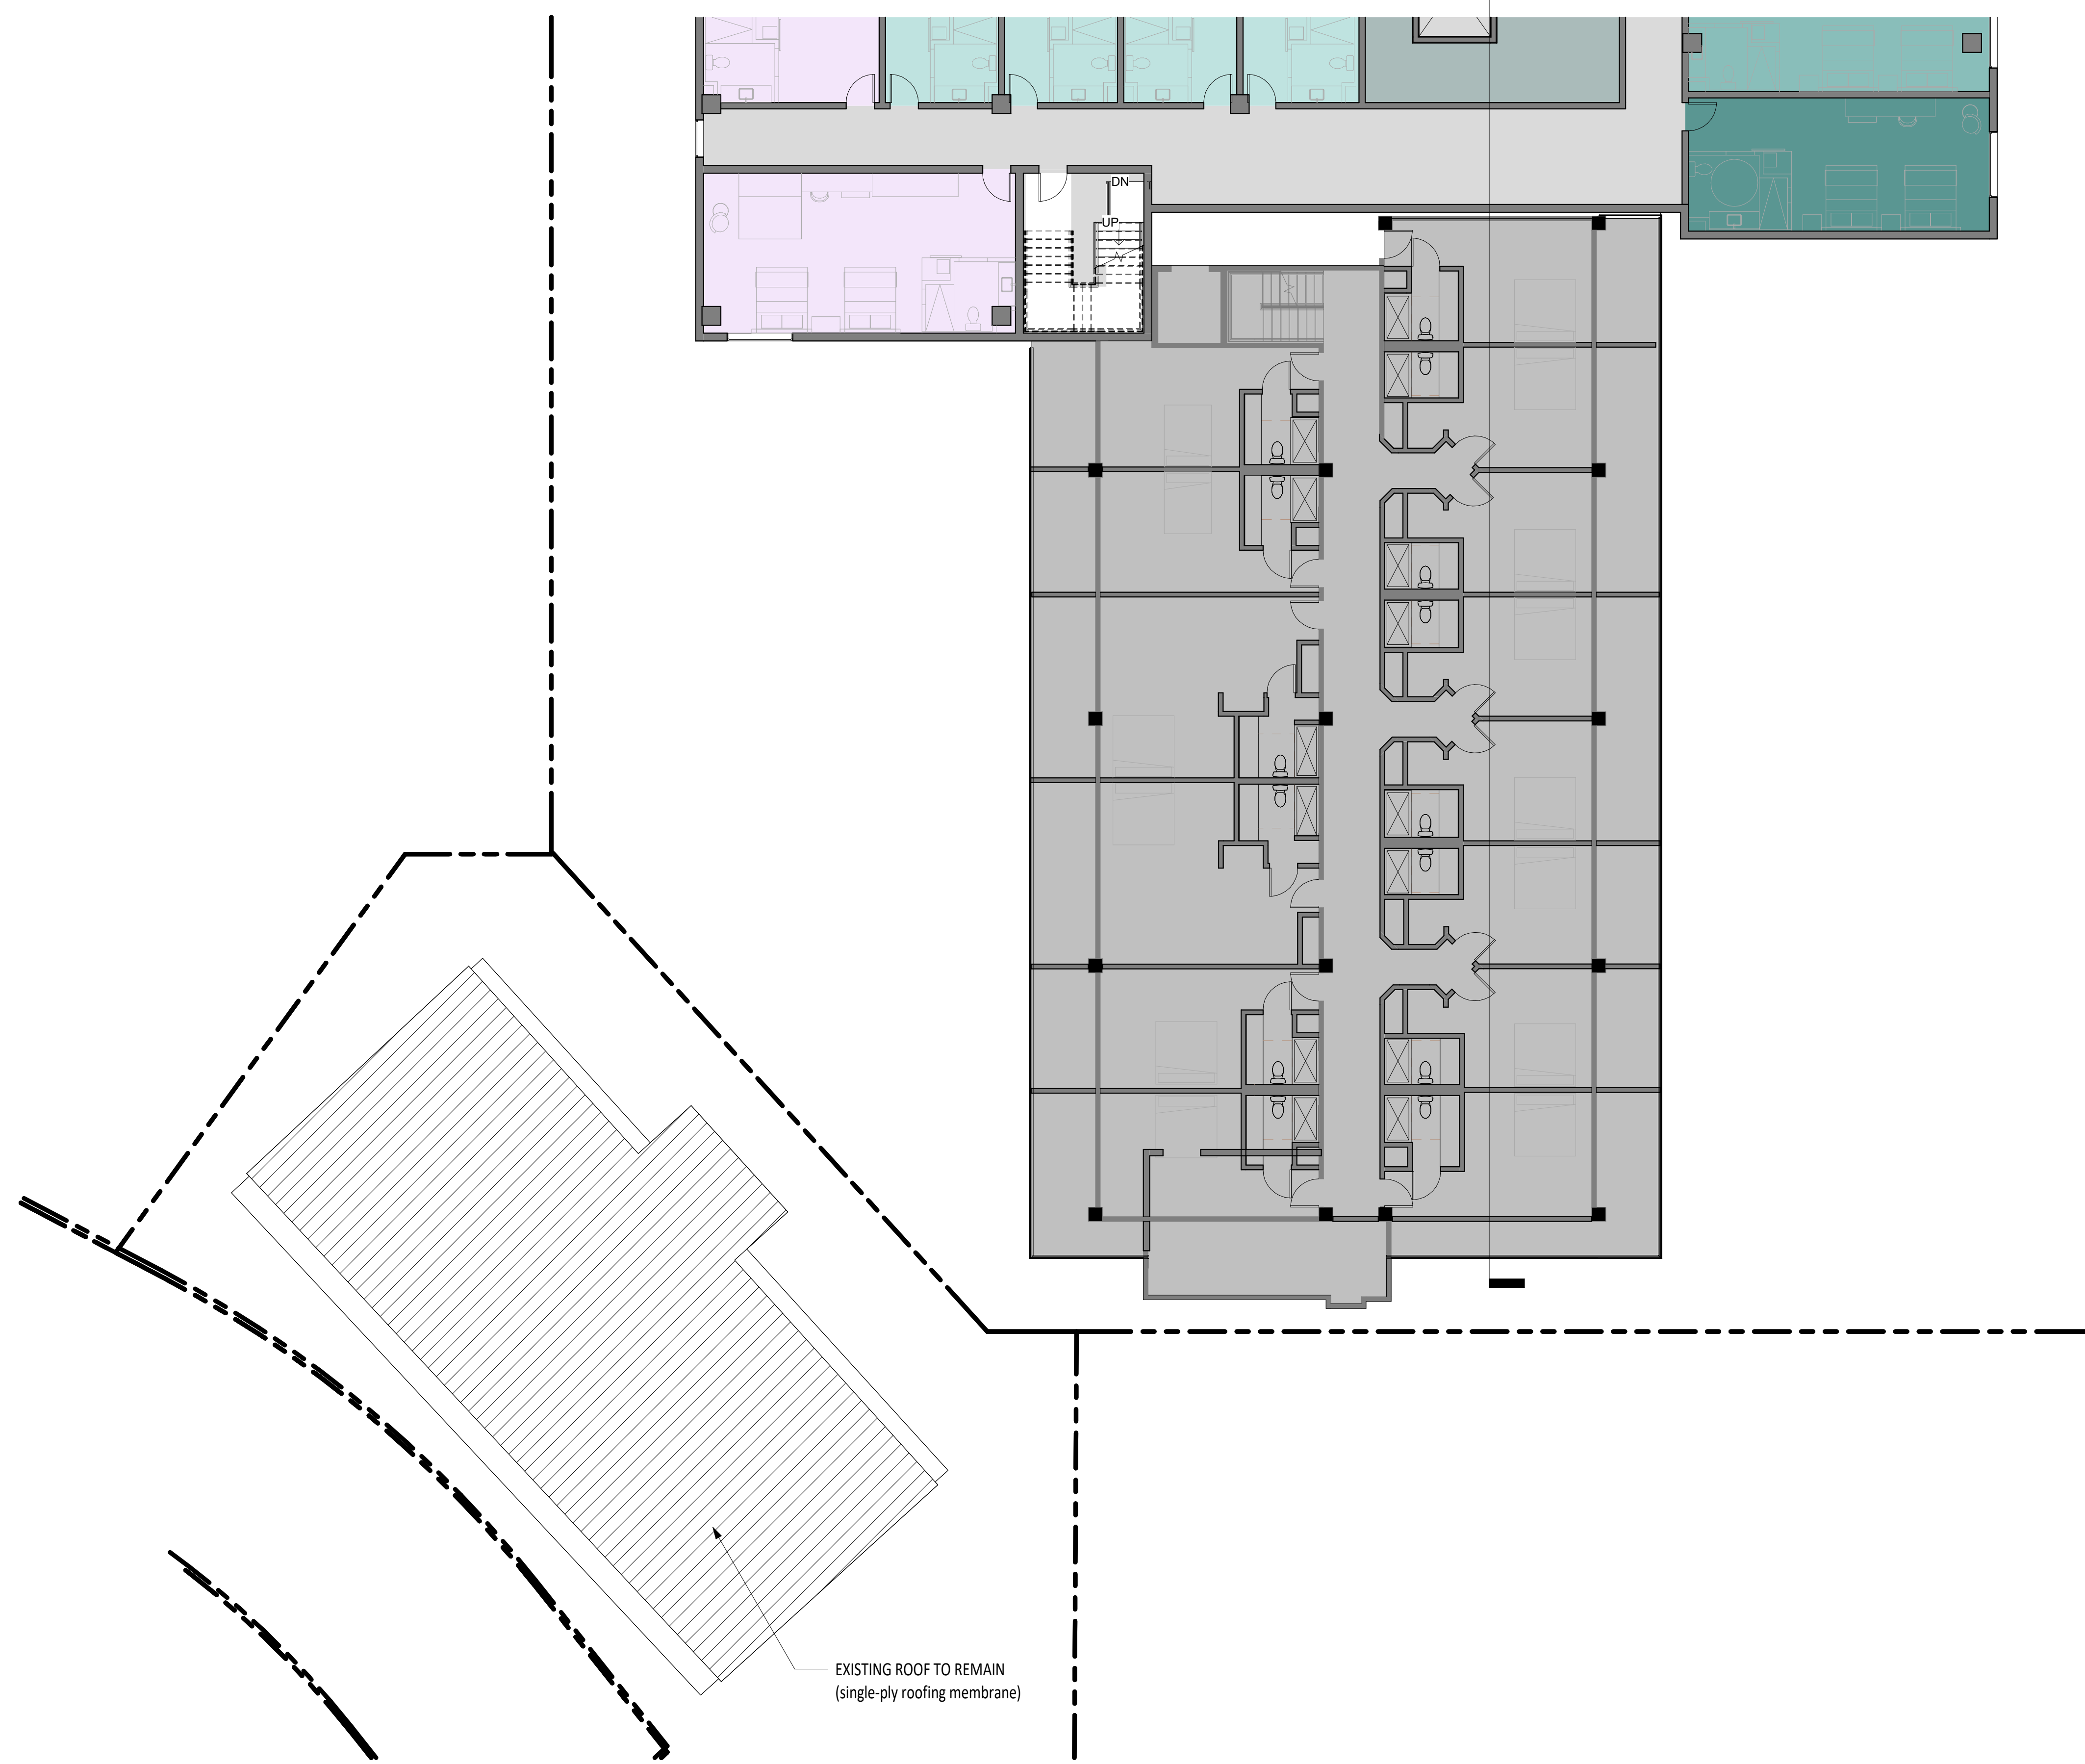 DN
UP
EXISTING ROOF TO REMAIN
(single-ply roofing membrane)